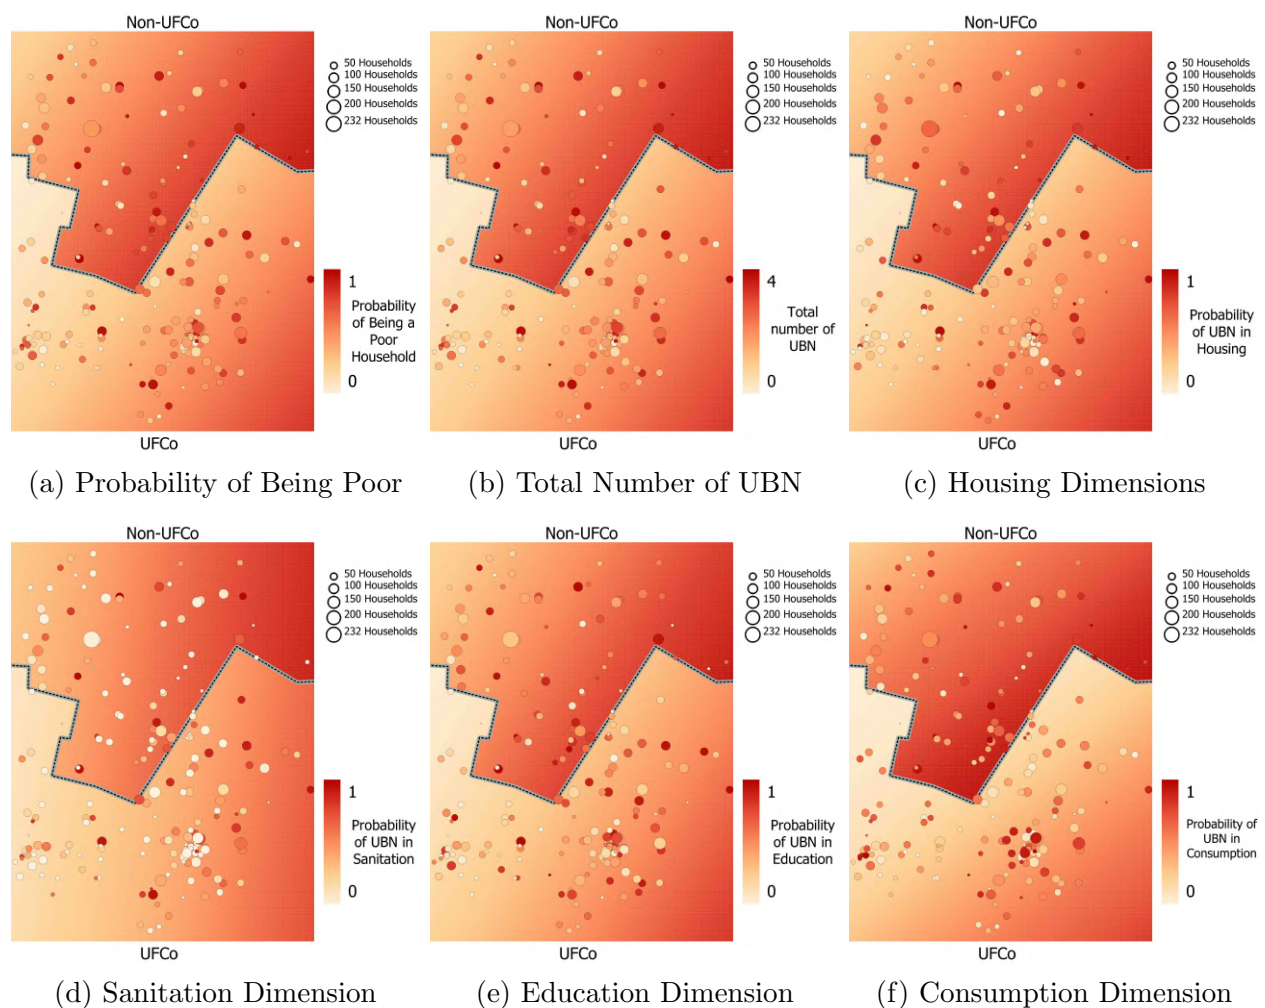 Non-UFCo
50 Households
100 Households
150 Households
200 Households
232 Households
1
Probability
of Being a
Poor
Household
0
UFCo
(a) Probability of Being Poor
Non-UFCo
50 Households
100 Households
150 Households
200 Households
232 Households
4
Total
number of
UBN
0
(b) Total Number of UBN
Non-UFCo
50 Households
100 Households
150 Households
200 Households
232 Households
1
Probability
of UBN in
Housing
0
UFCo
(c) Housing Dimensions
Non-UFCo
50 Households
100 Households
150 Households
200 Households
232 Households
1
Probability
of UBN in
Sanitation
0
UFCo
(d) Sanitation Dimension
Non-UFCo
50 Households
100 Households
150 Households
200 Households
232 Households
1
Probability
of UBN in
Education
0
UFCo
(e) Education Dimension
Non-UFCo
50 Households
100 Households
150 Households
200 Households
232 Households
1
Probability of
UBN in
Consumption
0
UFCo
(f) Consumption Dimension